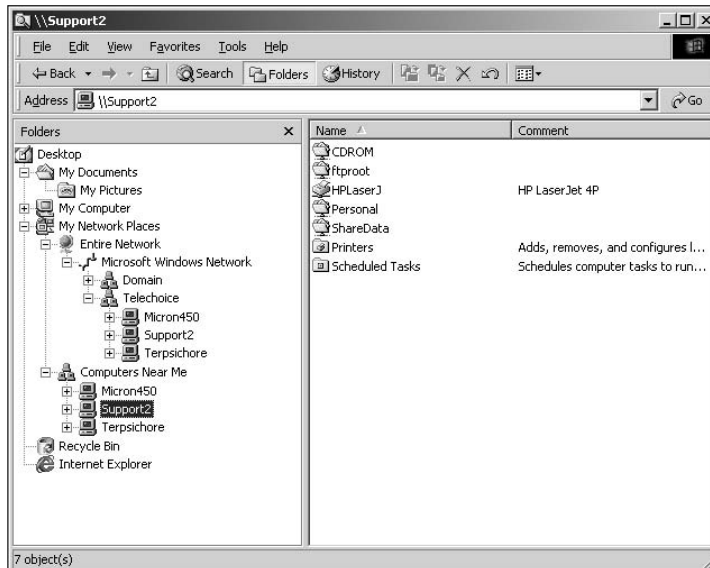 \\Support2
File Edit View Favorites Tools Help
Back Search Folders History
Address \\Support2 Go
Folders
Desktop
My Documents
My Pictures
My Computer
My Network Places
Entire Network
Microsoft Windows Network
Domain
Telechoice
Micron450
Support2
Terpsichore
Computers Near Me
Micron450
Support2
Terpsichore
Recycle Bin
Internet Explorer
Name Comment
CDROM
ftproot
HPLaserJ HP LaserJet 4P
Personal
ShareData
Printers Adds, removes, and configures l...
Scheduled Tasks Schedules computer tasks to run...
7 object(s)